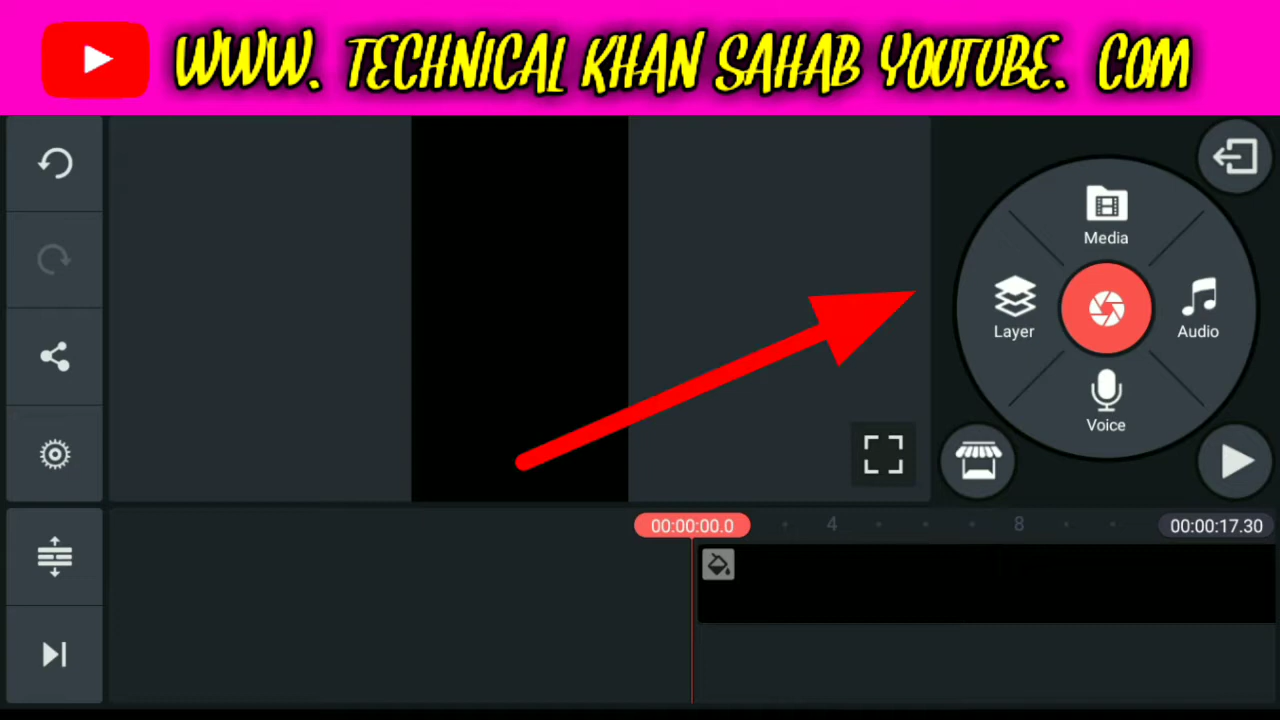 WWW. TECHNICAL KHAN SAHAB YOUTUBE. COM
Media
Layer
Audio
Voice
00:00:00.0
4
8
00:00:17.30